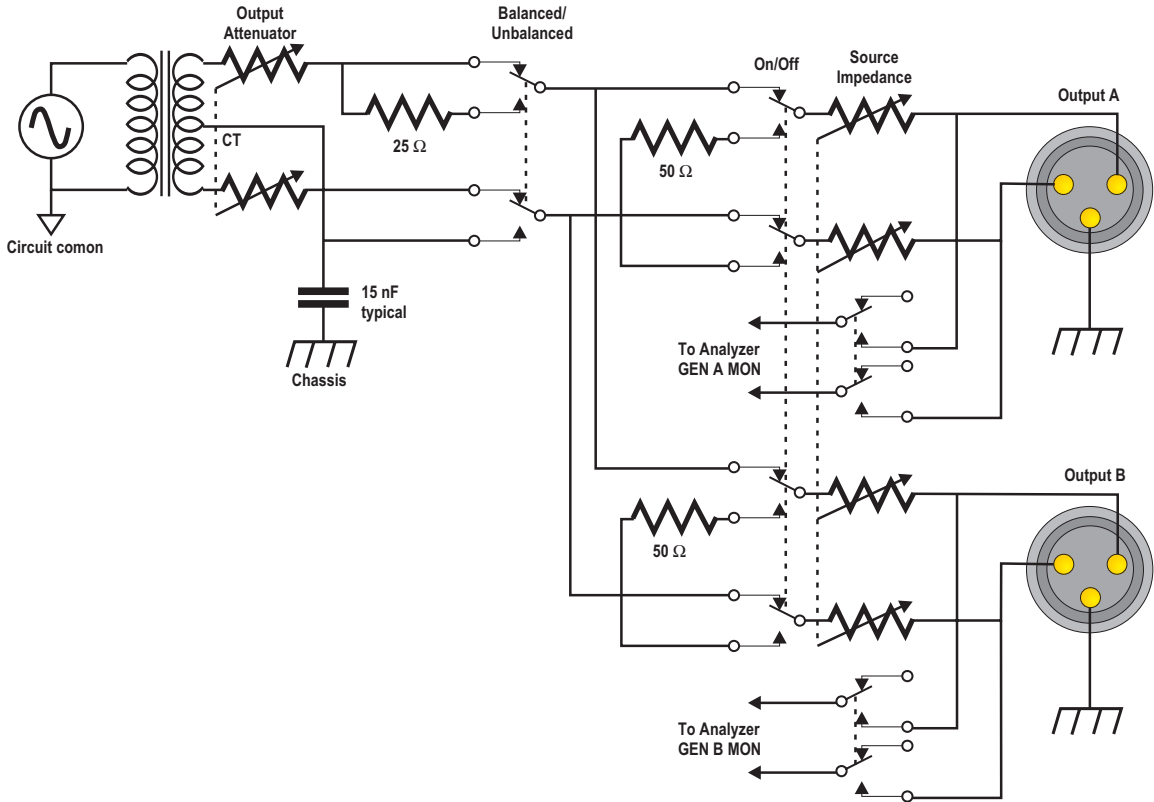 Output
Attenuator
Balanced/
Unbalanced
On/Off
Source
Impedance
Output A
25 Ω
CT
50 Ω
Circuit comon
15 nF
typical
Chassis
To Analyzer
GEN A MON
Output B
50 Ω
To Analyzer
GEN B MON